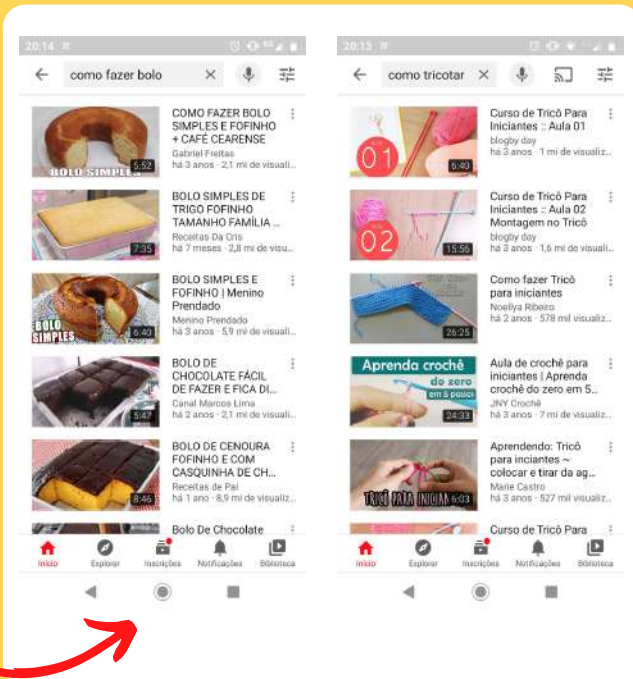 20:14
como fazer bolo
COMO FAZER BOLO
SIMPLES E FOFINHO
+ CAFÉ CEARENSE
Gabriel Freitas
há 3 anos · 2,1 mi de visuali...
BOLO SIMPLES
5:52
BOLO SIMPLES DE
TRIGO FOFINHO
TAMANHO FAMÍLIA ...
Receitas Da Cris
há 7 meses · 2,8 mi de visu...
7:35
BOLO SIMPLES E
FOFINHO | Menino
Prendado
Menino Prendado
há 3 anos · 5,9 mi de visuali...
BOLO
SIMPLES
6:40
BOLO DE
CHOCOLATE FÁCIL
DE FAZER E FICA DI...
Canal Marcos Lima
há 2 anos · 2,1 mi de visuali...
5:47
BOLO DE CENOURA
FOFINHO E COM
CASQUINHA DE CH...
Receitas de Pai
há 1 ano · 8,9 mi de visualiz...
8:46
Bolo De Chocolate
Início
Explorar
Inscrições
Notificações
Biblioteca
20:13
como tricotar
Curso de Tricô Para
Iniciantes :: Aula 01
blogby day
há 3 anos · 1 mi de visualiz...
01
6:40
Curso de Tricô Para
Iniciantes :: Aula 02
Montagem no Tricô
blogby day
há 3 anos · 1,6 mi de visuali...
02
15:56
Como fazer Tricô
para iniciantes
Noellya Ribeiro
há 2 anos · 578 mil visualiz...
26:25
Aula de crochê para
iniciantes | Aprenda
crochê do zero em 5...
JNY Crochê
há 3 anos · 7 mi de visualiz...
Aprenda crochê
do zero
em 5 passos
24:33
Aprendendo: Tricô
para inciantes ~
colocar e tirar da ag...
Marie Castro
há 3 anos · 527 mil visualiz...
TRICÔ PARA INICIAN
6:03
Curso de Tricô Para
Início
Explorar
Inscrições
Notificações
Biblioteca